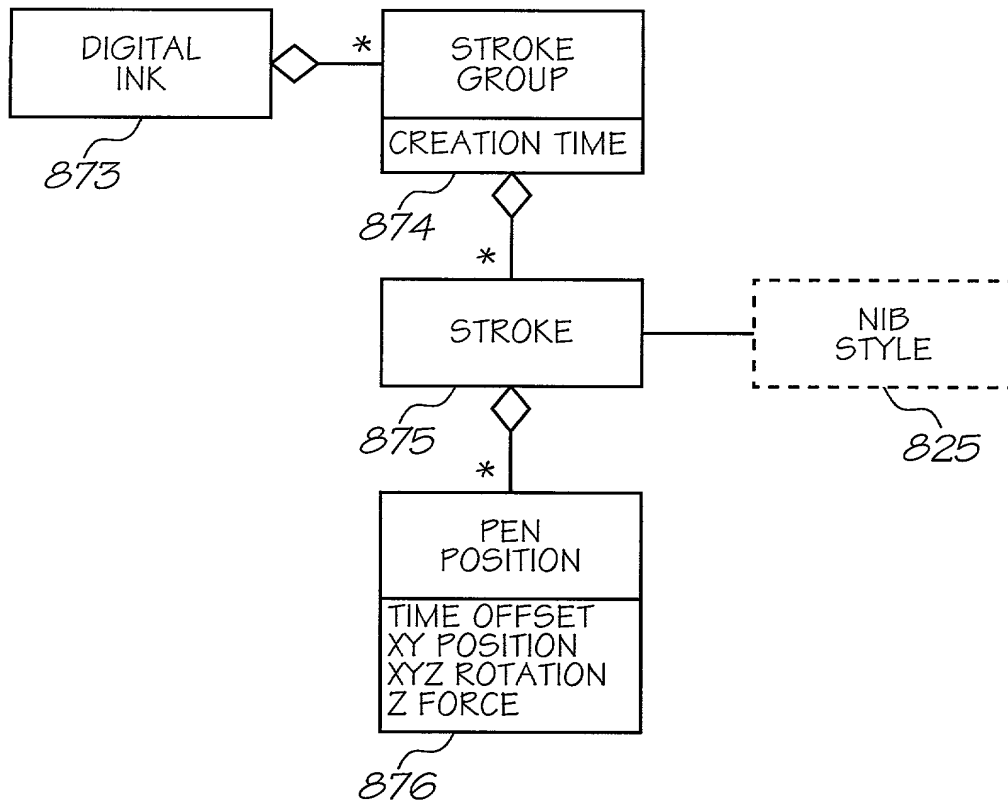 DIGITAL
INK
*
STROKE
GROUP
CREATION TIME
873
874
*
STROKE
NIB
STYLE
875
825
*
PEN
POSITION
TIME OFFSET
XY POSITION
XYZ ROTATION
Z FORCE
876